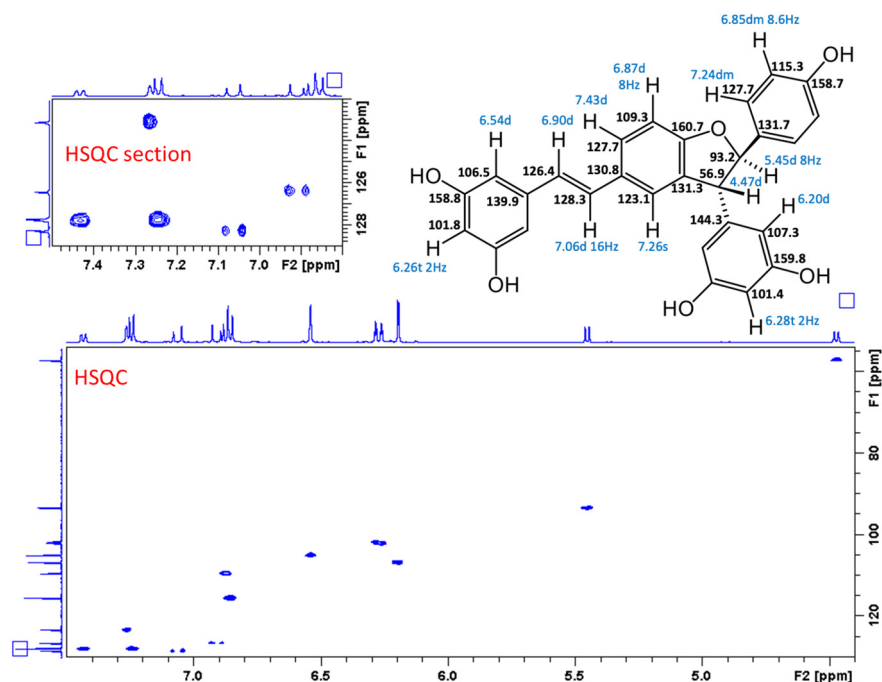 HSQC section
F1 [ppm]
126
128
7.4
7.3
7.2
7.1
7.0
F2 [ppm]
6.85dm 8.6Hz
H
115.3
OH
7.24dm
H
127.7
158.7
6.87d
8Hz
H
7.43d
H
109.3
160.7
O
131.7
6.54d
6.90d
H
H
127.7
93.2
H
5.45d 8Hz
HO
106.5
126.4
130.8
56.9
H
4.47d
158.8
139.9
128.3
123.1
131.3
6.20d
101.8
H
H
H
144.3
H
107.3
6.26t 2Hz
OH
7.06d 16Hz
7.26s
159.8
OH
HO
101.4
H
6.28t 2Hz
HSQC
F1 [ppm]
80
100
120
7.0
6.5
6.0
5.5
5.0
F2 [ppm]